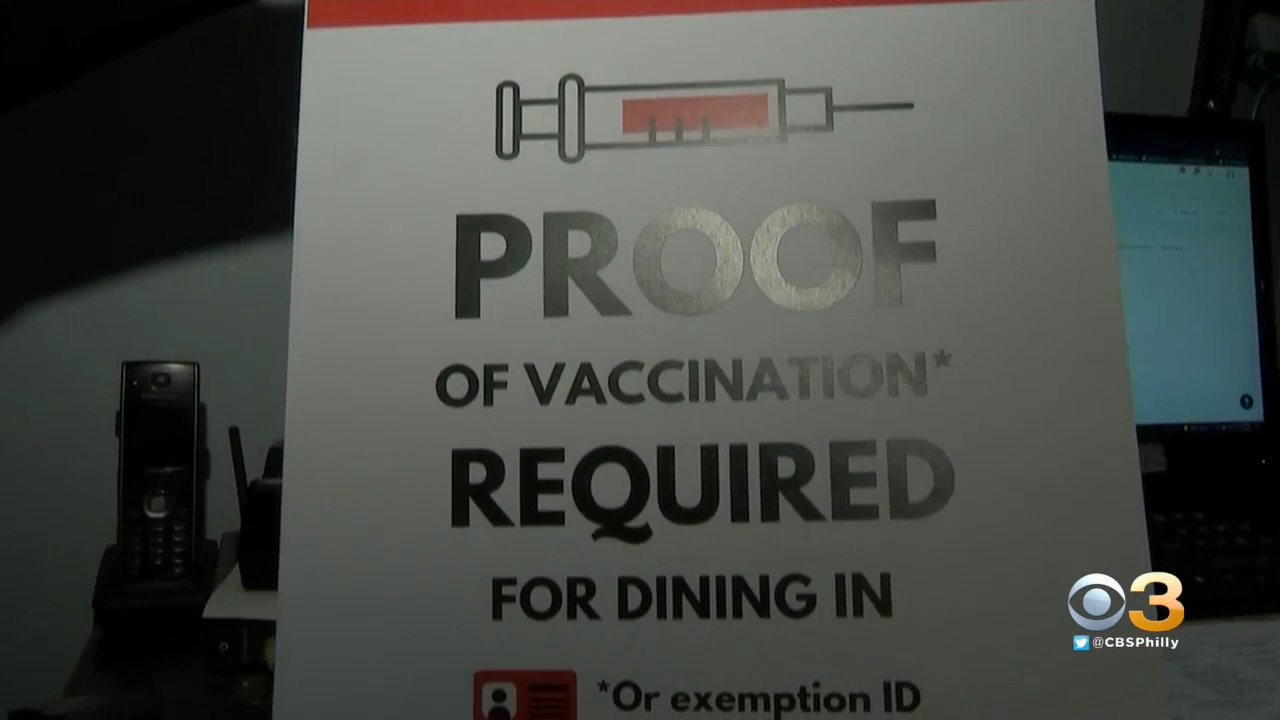 PROOF
OF VACCINATION*
REQUIRED
FOR DINING IN
*Or exemption ID
3
@CBSPhilly